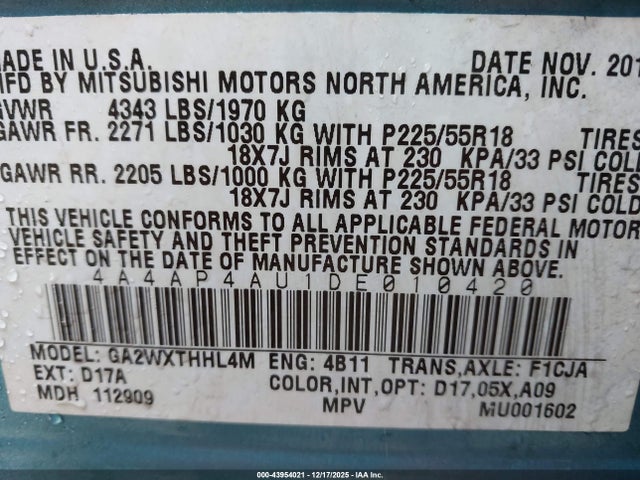 MADE IN U.S.A. DATE NOV. 201
MFD BY MITSUBISHI MOTORS NORTH AMERICA, INC.
GVWR 4343 LBS/1970 KG
GAWR FR. 2271 LBS/1030 KG WITH P225/55R18 TIRES
18X7J RIMS AT 230 KPA/33 PSI COLD
GAWR RR. 2205 LBS/1000 KG WITH P225/55R18 TIRES
18X7J RIMS AT 230 KPA/33 PSI COLD
THIS VEHICLE CONFORMS TO ALL APPLICABLE FEDERAL MOTOR
VEHICLE SAFETY AND THEFT PREVENTION STANDARDS IN
EFFECT ON THE DATE OF MANUFACTURE SHOWN ABOVE.
4A4AP4AU1DE010420
MODEL: GA2WXTHHL4M ENG: 4B11 TRANS,AXLE: F1CJA
EXT: D17A COLOR,INT,OPT: D17,05X,A09
MDH 112909 MPV MU001602
000-43954021 - 12/17/2025 - IAA Inc.